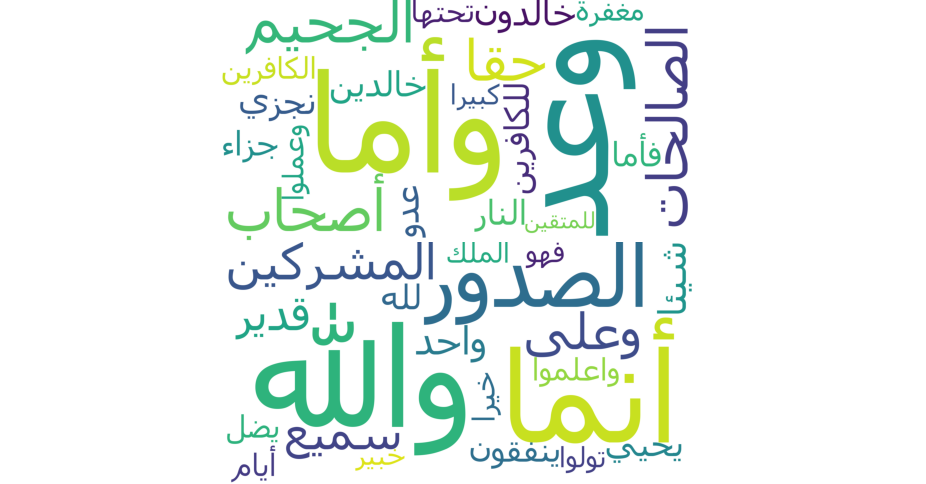 مغفرة
خالدون
تحتها
الجحيم
وعد
حقا
الصالحات
الكافرين
وأما
خالدين
كبيرا
للكافرين
نجزي
فأما
جزاء
وعملوا
أصحاب
عدو
النار
للمتقين
المشركين
الملك
فهو
الصدور
شيئا
لله
قدير
والله
واحد
وعلى
أنما
واعلموا
خيرا
يضل
سميع
خبير
ينفقون
تولوا
يحيي
أيام